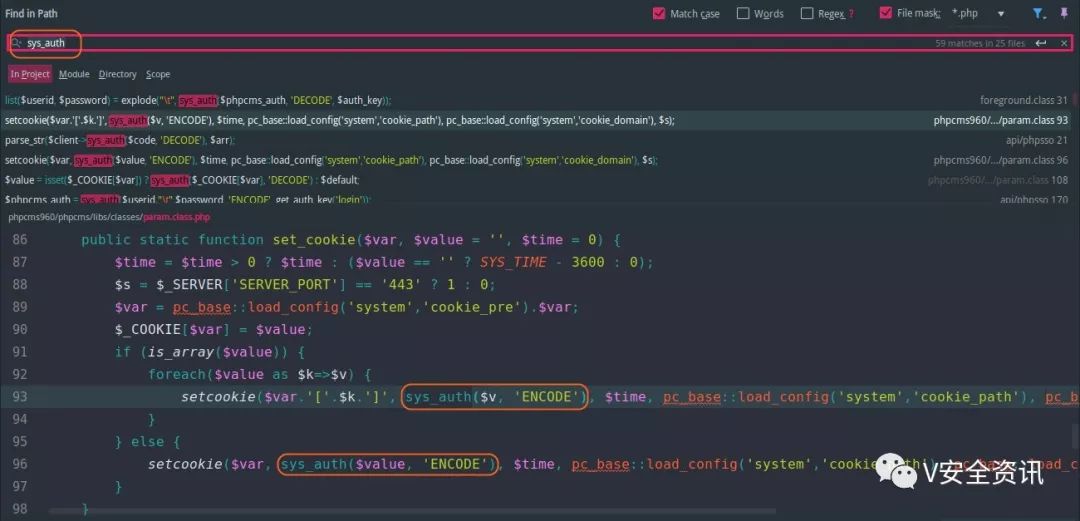 Find in Path
Match case Words Regex ? File mask: *.php
sys_auth 59 matches in 25 files
In Project Module Directory Scope
list($userid, $password) = explode("\t", sys_auth($phpcms_auth, 'DECODE', $auth_key)); foreground.class 31
setcookie($var.'['.$k.']', sys_auth($v, 'ENCODE'), $time, pc_base::load_config('system','cookie_path'), pc_base::load_config('system','cookie_domain'), $s); phpcms960/.../param.class 93
parse_str($client->sys_auth($code, 'DECODE'), $arr); api/phpsso 21
setcookie($var, sys_auth($value, 'ENCODE'), $time, pc_base::load_config('system','cookie_path'), pc_base::load_config('system','cookie_domain'), $s); phpcms960/.../param.class 96
$value = isset($_COOKIE[$var]) ? sys_auth($_COOKIE[$var], 'DECODE') : $default; phpcms960/.../param.class 108
$phpcms_auth = sys_auth($userid."\t".$password, 'ENCODE', get_auth_key('login')); api/phpsso 170
phpcms960/phpcms/libs/classes/param.class.php
86 public static function set_cookie($var, $value = '', $time = 0) {
87 $time = $time > 0 ? $time : ($value == '' ? SYS_TIME - 3600 : 0);
88 $s = $_SERVER['SERVER_PORT'] == '443' ? 1 : 0;
89 $var = pc_base::load_config('system','cookie_pre').$var;
90 $_COOKIE[$var] = $value;
91 if (is_array($value)) {
92 foreach($value as $k=>$v) {
93 setcookie($var.'['.$k.']', sys_auth($v, 'ENCODE'), $time, pc_base::load_config('system','cookie_path'), pc_b
94 }
95 } else {
96 setcookie($var, sys_auth($value, 'ENCODE'), $time, pc_base::load_config('system','cookie_path'), pc_base::load_c
97 }
98 }
V安全资讯